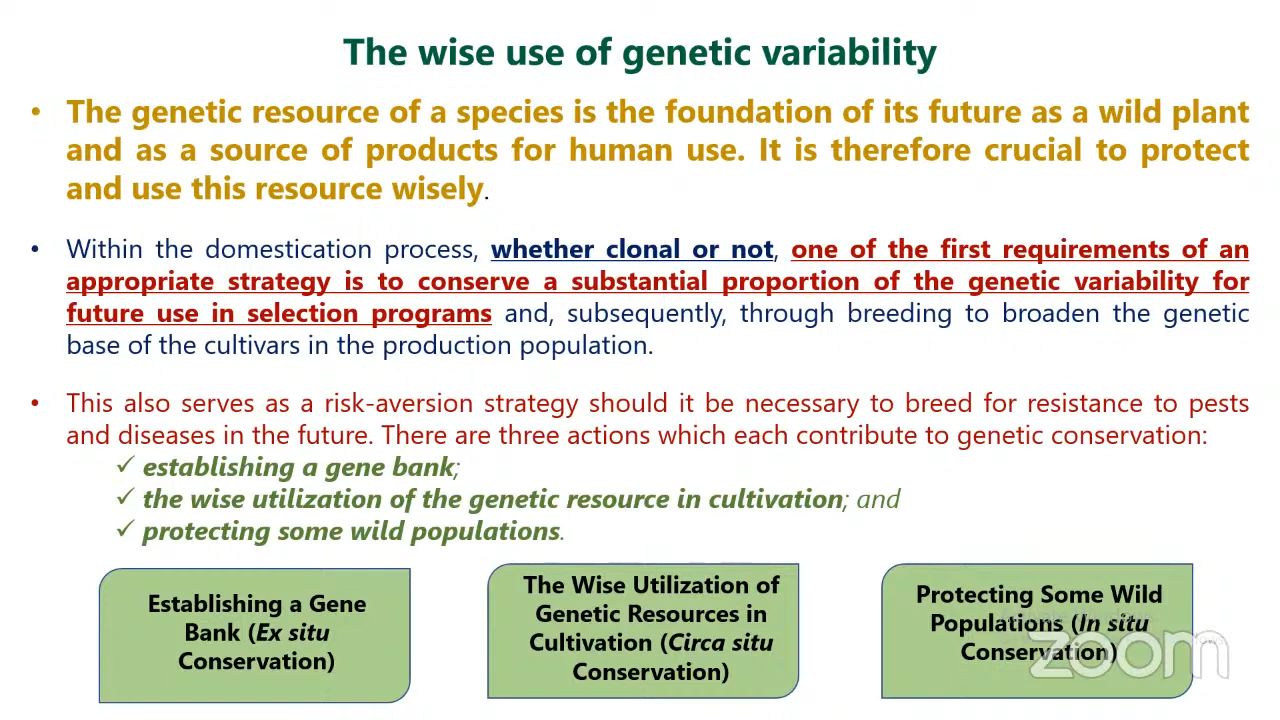 The wise use of genetic variability
• The genetic resource of a species is the foundation of its future as a wild plant
and as a source of products for human use. It is therefore crucial to protect
and use this resource wisely.
• Within the domestication process, whether clonal or not, one of the first requirements of an
appropriate strategy is to conserve a substantial proportion of the genetic variability for
future use in selection programs and, subsequently, through breeding to broaden the genetic
base of the cultivars in the production population.
• This also serves as a risk-aversion strategy should it be necessary to breed for resistance to pests
and diseases in the future. There are three actions which each contribute to genetic conservation:
✓ establishing a gene bank;
✓ the wise utilization of the genetic resource in cultivation; and
✓ protecting some wild populations.
Establishing a Gene
Bank (Ex situ
Conservation)
The Wise Utilization of
Genetic Resources in
Cultivation (Circa situ
Conservation)
Protecting Some Wild
Populations (In situ
Conservation)
zoom